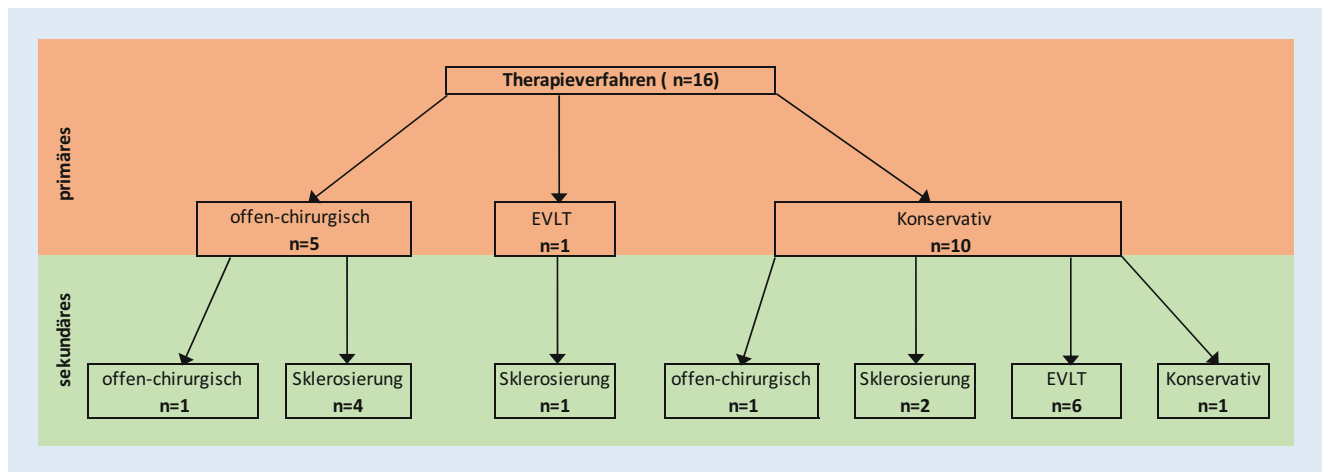 Therapieverfahren ( n=16)
primäres
offen-chirurgisch
n=5
EVLT
n=1
Konservativ
n=10
sekundäres
offen-chirurgisch
n=1
Sklerosierung
n=4
Sklerosierung
n=1
offen-chirurgisch
n=1
Sklerosierung
n=2
EVLT
n=6
Konservativ
n=1